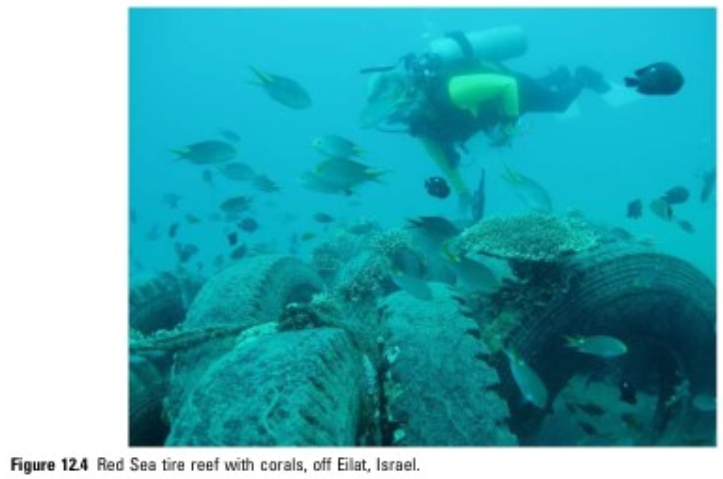 Figure 12.4 Red Sea tire reef with corals, off Eilat, Israel.